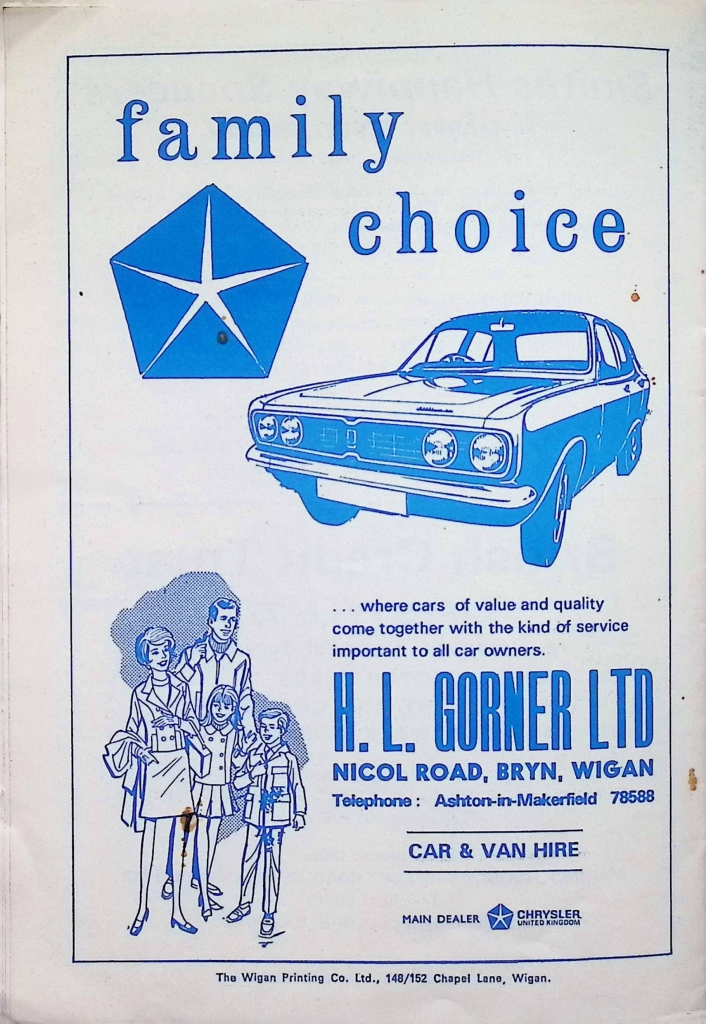 family
choice
... where cars of value and quality
come together with the kind of service
important to all car owners.
H. L. GORNER LTD
NICOL ROAD, BRYN, WIGAN
Telephone : Ashton-in-Makerfield 78588
CAR & VAN HIRE
MAIN DEALER CHRYSLER
UNITED KINGDOM
The Wigan Printing Co. Ltd., 148/152 Chapel Lane, Wigan.